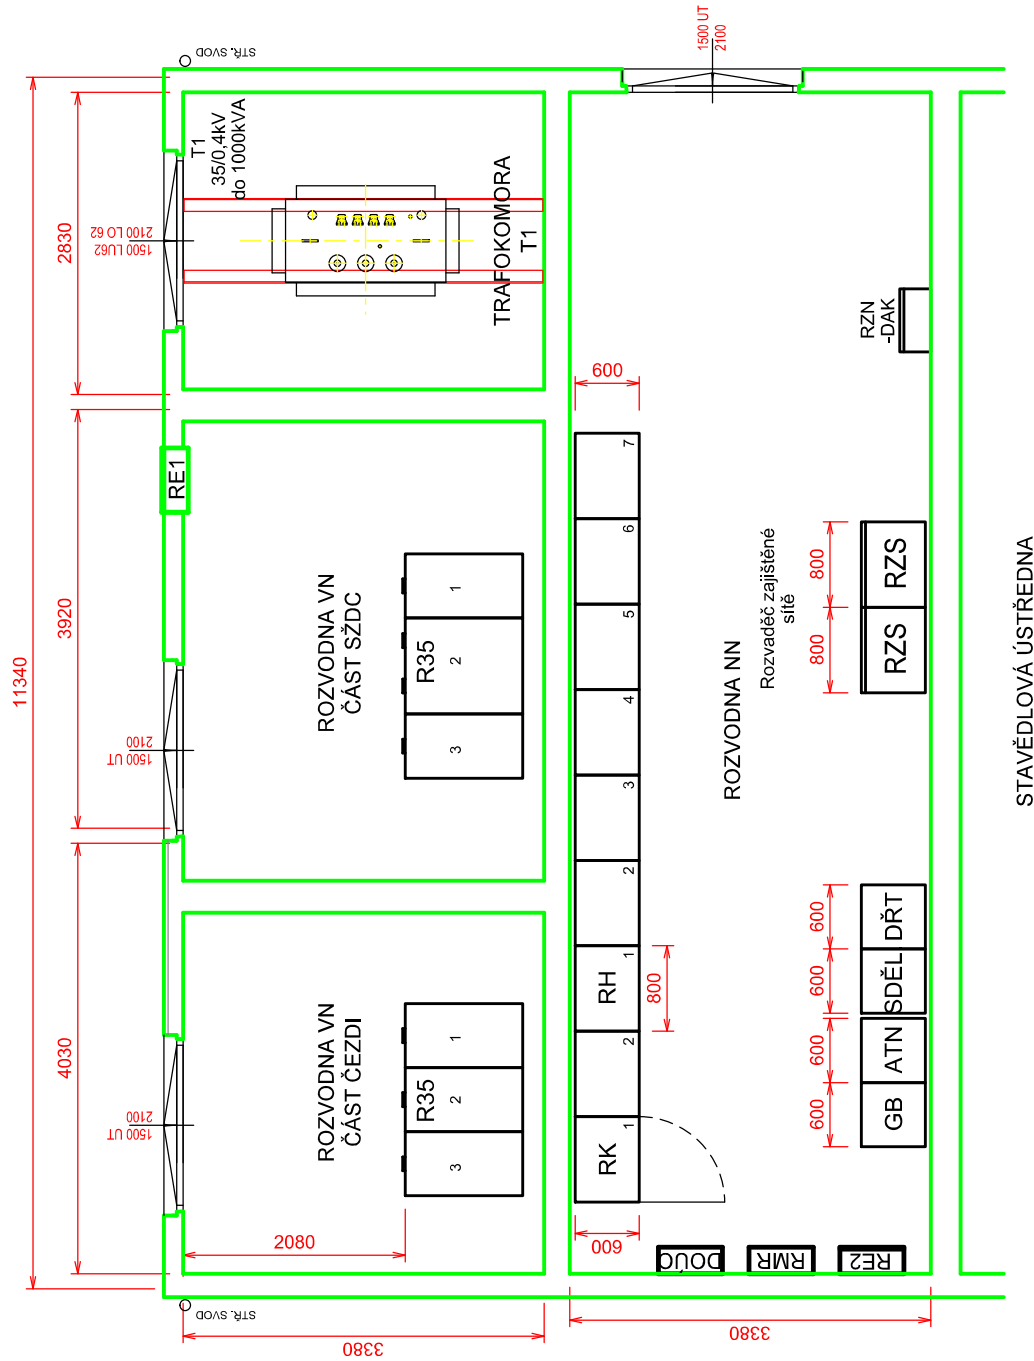 STŘ. SVOD
1500 UT
2100
T1
35/0,4kV
do 1000kVA
TRAFOKOMORA
T1
2830
1500 LU62
2100 LO 62
RZN
-DAK
600
RE1
7
6
5
4
3
2
1
RH
800
2
1
RK
600
3920
11340
ROZVODNA VN
ČÁST SŽDC
R35
1
2
3
1500 UT
2100
Rozvaděč zajištěné
sítě
ROZVODNA NN
800
RZS
800
RZS
STAVĚDLOVÁ ÚSTŘEDNA
4030
ROZVODNA VN
ČÁST ČEZDI
R35
1
2
3
1500 UT
2100
600
DŘT
600
SDĚL
600
ATN
600
GB
2080
DOÚO
RMR
RE2
STŘ. SVOD
3380
3380